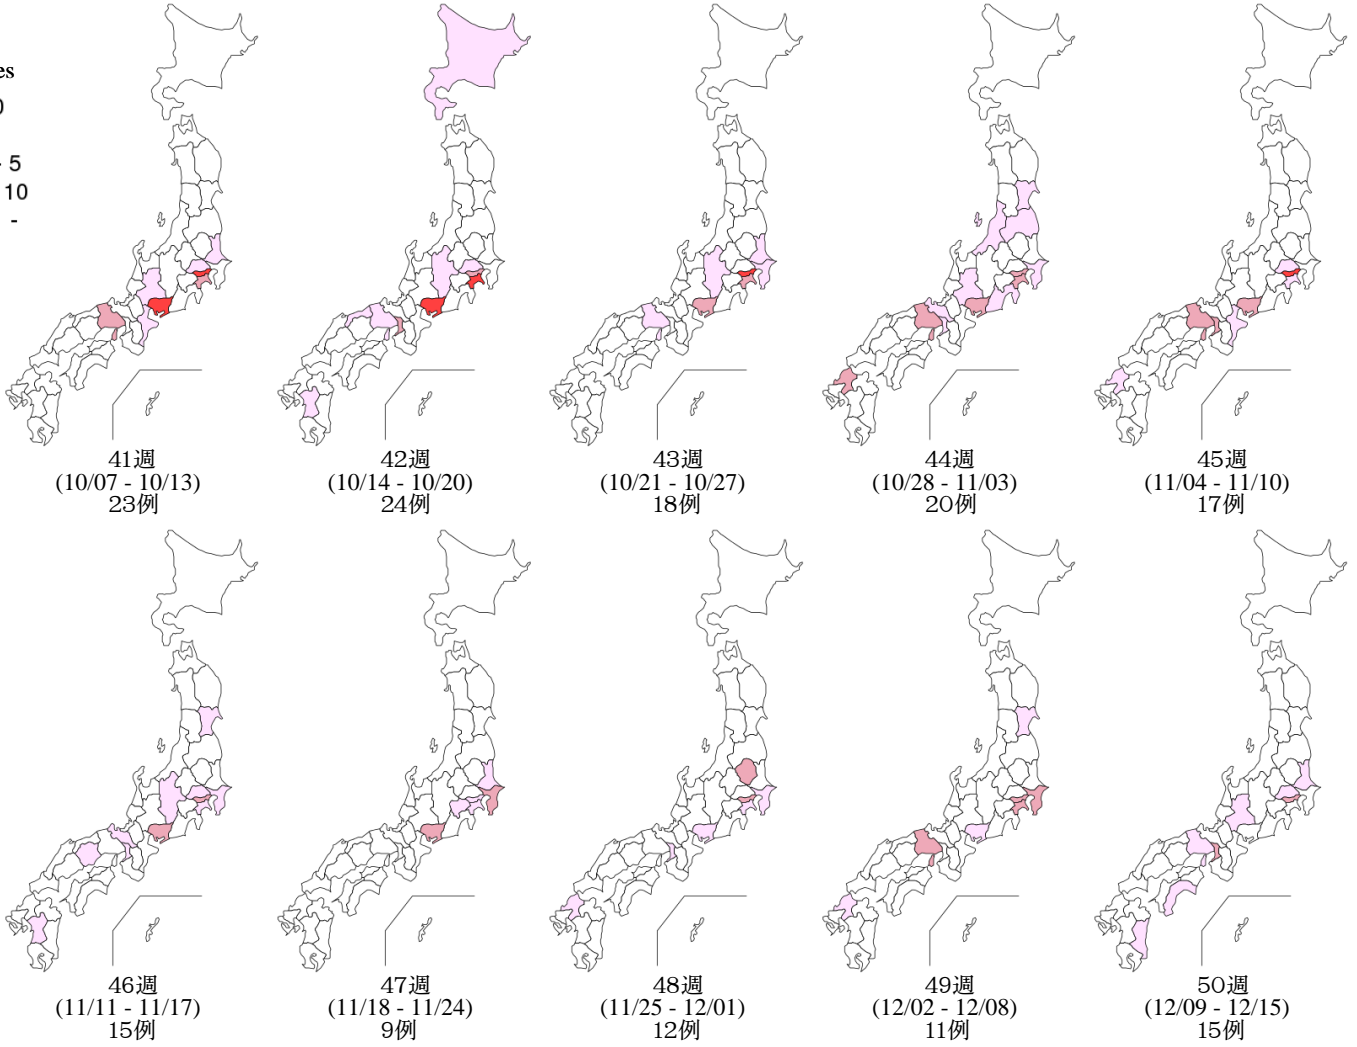 es
0
- 5
10
-
41週
(10/07 - 10/13)
23例
42週
(10/14 - 10/20)
24例
43週
(10/21 - 10/27)
18例
44週
(10/28 - 11/03)
20例
45週
(11/04 - 11/10)
17例
46週
(11/11 - 11/17)
15例
47週
(11/18 - 11/24)
9例
48週
(11/25 - 12/01)
12例
49週
(12/02 - 12/08)
11例
50週
(12/09 - 12/15)
15例